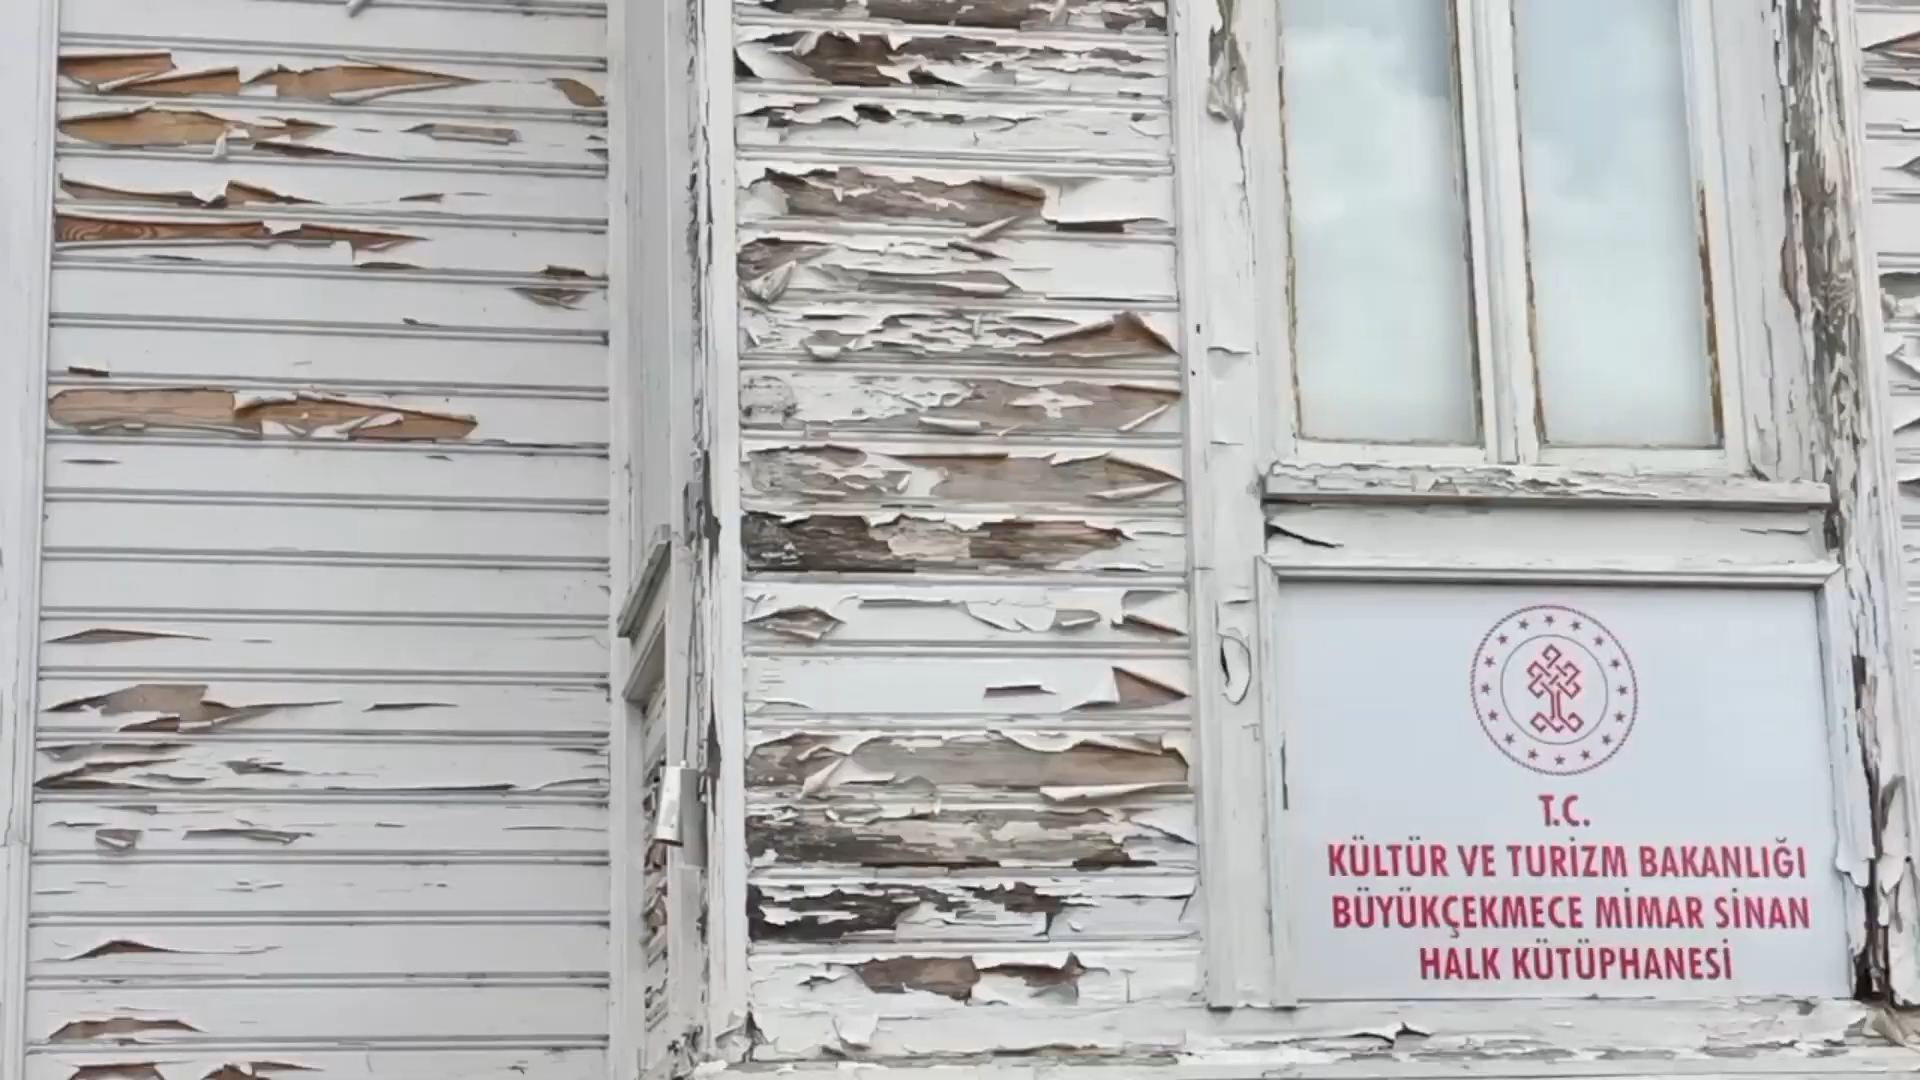 T.C.
KÜLTÜR VE TURİZM BAKANLIĞI
BÜYÜKÇEKMECE MİMAR SİNAN
HALK KÜTÜPHANESİ